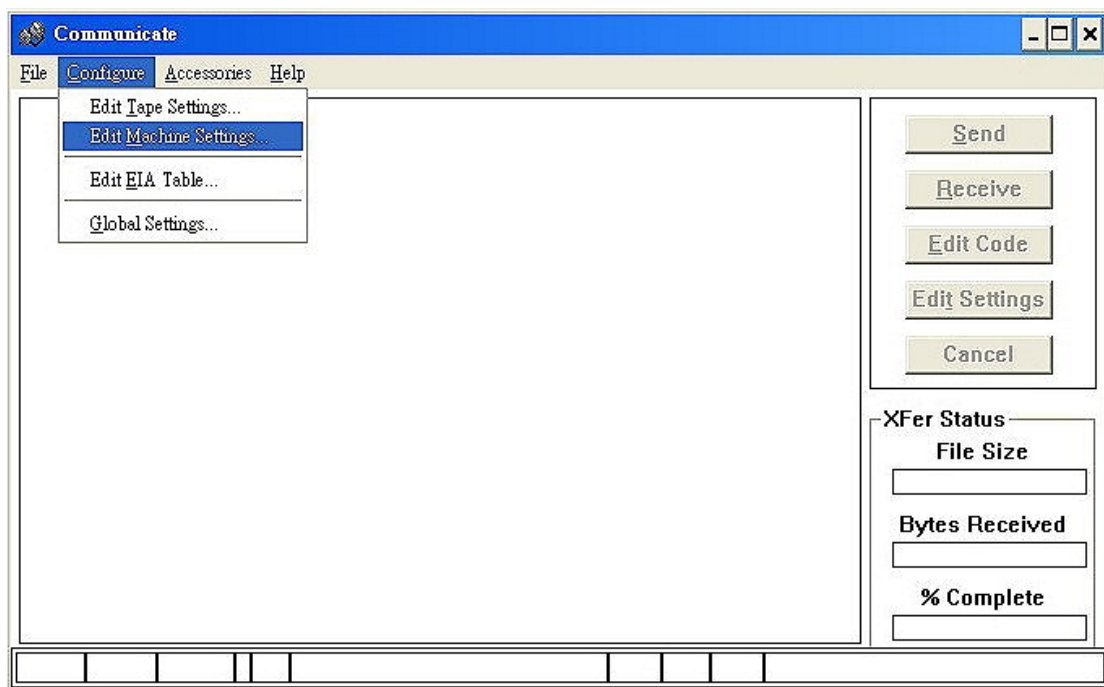 Communicate
File Configure Accessories Help
Edit Tape Settings...
Edit Machine Settings...
Edit EIA Table...
Global Settings...
Send
Receive
Edit Code
Edit Settings
Cancel
XFer Status
File Size
Bytes Received
% Complete